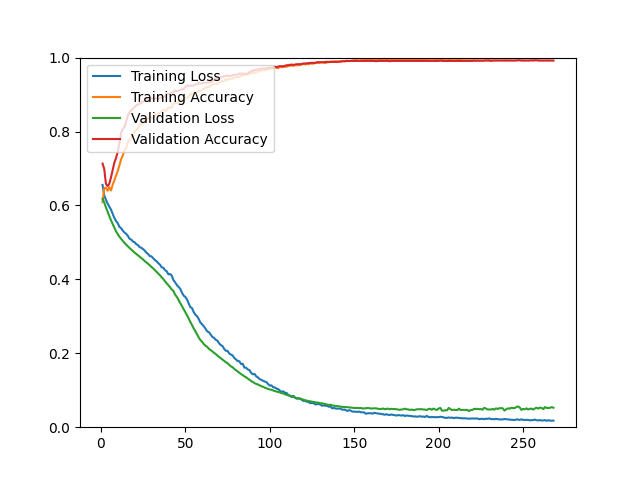 1.0
0.8
0.6
0.4
0.2
0.0
Training Loss
Training Accuracy
Validation Loss
Validation Accuracy
0 50 100 150 200 250